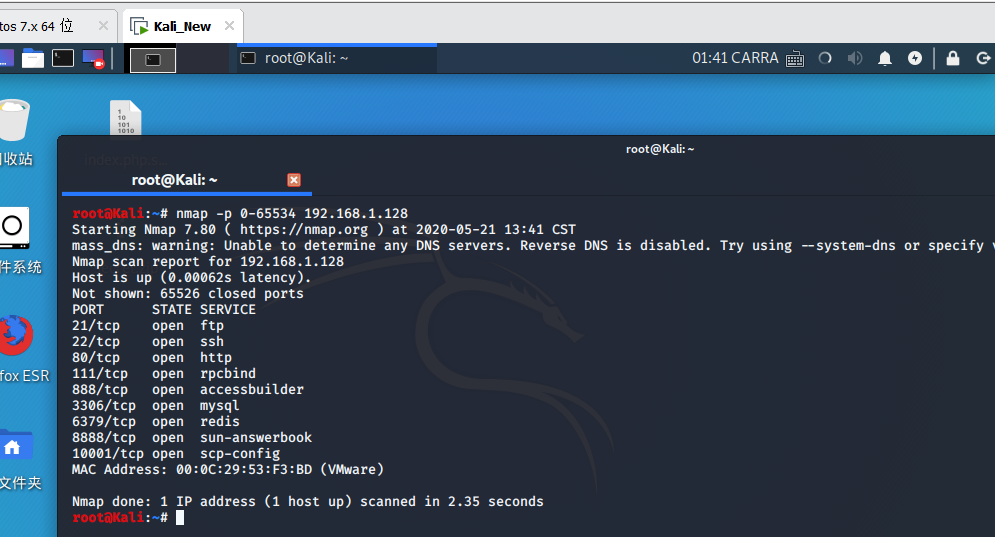 tos 7.x 64 位
Kali_New
root@Kali: ~
01:41 CARRA
1
10
101
1010
回收站
index.php.s...
件系统
fox ESR
文件夹
root@Kali: ~
root@Kali: ~
root@Kali:~# nmap -p 0-65534 192.168.1.128
Starting Nmap 7.80 ( https://nmap.org ) at 2020-05-21 13:41 CST
mass_dns: warning: Unable to determine any DNS servers. Reverse DNS is disabled. Try using --system-dns or specify v
Nmap scan report for 192.168.1.128
Host is up (0.00062s latency).
Not shown: 65526 closed ports
PORT      STATE SERVICE
21/tcp    open  ftp
22/tcp    open  ssh
80/tcp    open  http
111/tcp   open  rpcbind
888/tcp   open  accessbuilder
3306/tcp  open  mysql
6379/tcp  open  redis
8888/tcp  open  sun-answerbook
10001/tcp open  scp-config
MAC Address: 00:0C:29:53:F3:BD (VMware)
Nmap done: 1 IP address (1 host up) scanned in 2.35 seconds
root@Kali:~#